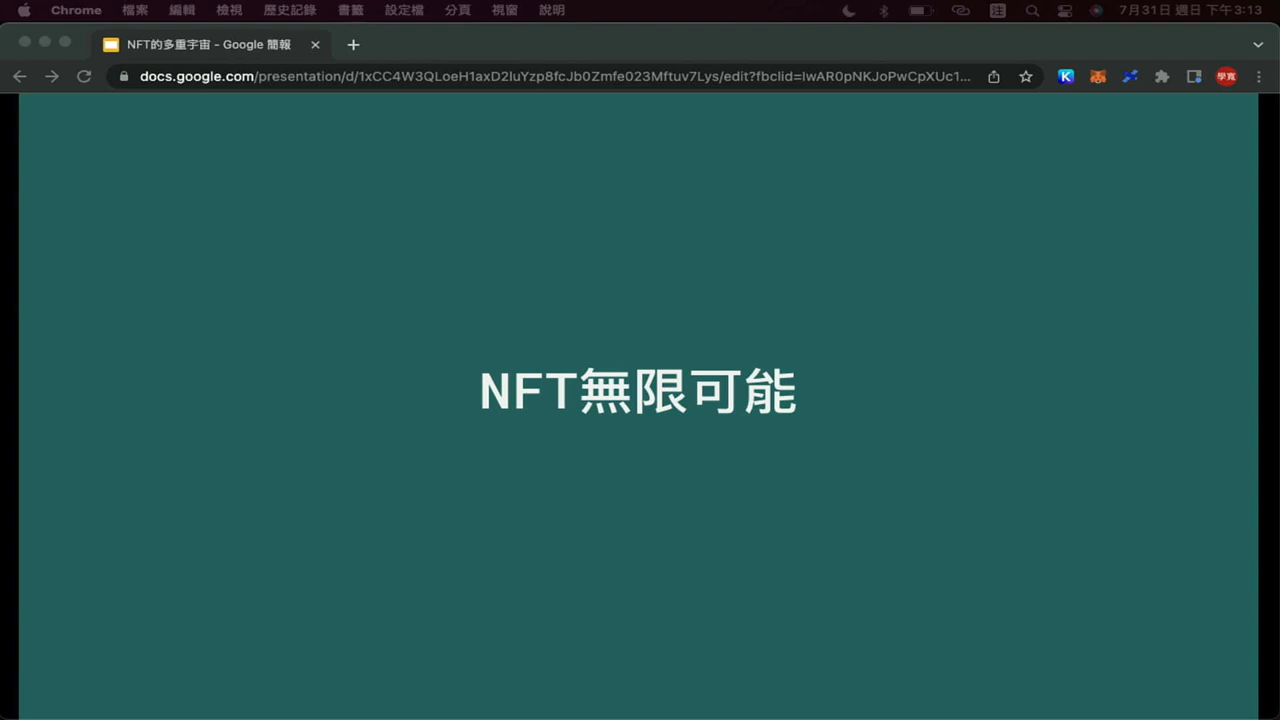 Chrome 檔案 編輯 檢視 歷史記錄 書籤 設定檔 分頁 視窗 說明 注 7月31日 週日 下午3:13
NFT的多重宇宙 - Google 簡報
docs.google.com/presentation/d/1xCC4W3QLoeH1axD2luYzp8fcJb0Zmfe023Mftuv7Lys/edit?fbclid=IwAR0pNKJoPwCpXUc1... K 學寬
NFT無限可能